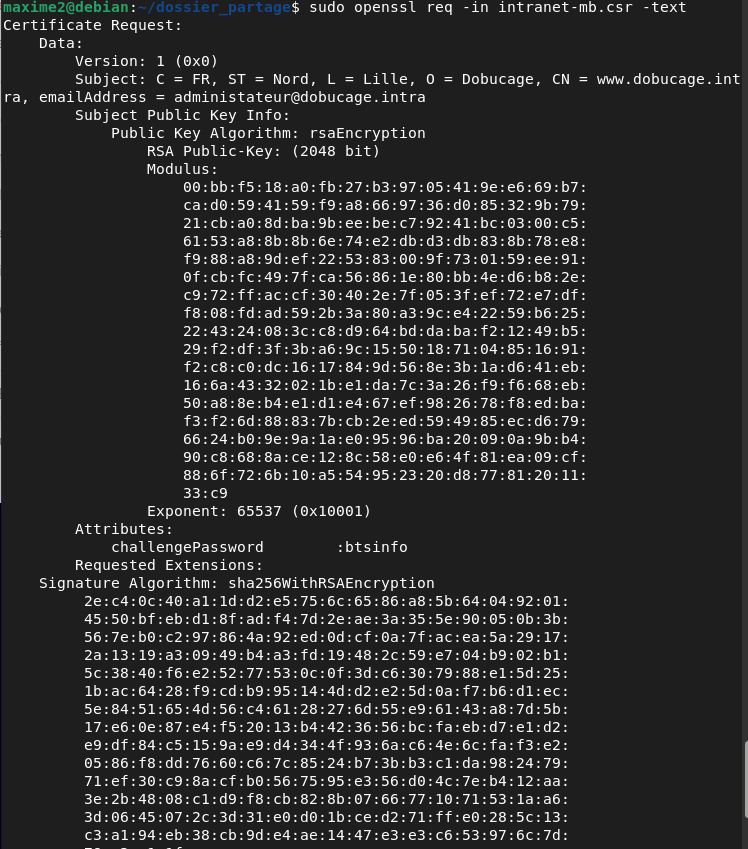 maxime2@debian:~/dossier_partage$ sudo openssl req -in intranet-mb.csr -text
Certificate Request:
    Data:
        Version: 1 (0x0)
        Subject: C = FR, ST = Nord, L = Lille, O = Dobucage, CN = www.dobucage.int
ra, emailAddress = administateur@dobucage.intra
        Subject Public Key Info:
            Public Key Algorithm: rsaEncryption
                RSA Public-Key: (2048 bit)
                Modulus:
                    00:bb:f5:18:a0:fb:27:b3:97:05:41:9e:e6:69:b7:
                    ca:d0:59:41:59:f9:a8:66:97:36:d0:85:32:9b:79:
                    21:cb:a0:8d:ba:9b:ee:be:c7:92:41:bc:03:00:c5:
                    61:53:a8:8b:8b:6e:74:e2:db:d3:db:83:8b:78:e8:
                    f9:88:a8:9d:ef:22:53:83:00:9f:73:01:59:ee:91:
                    0f:cb:fc:49:7f:ca:56:86:1e:80:bb:4e:d6:b8:2e:
                    c9:72:ff:ac:cf:30:40:2e:7f:05:3f:ef:72:e7:df:
                    f8:08:fd:ad:59:2b:3a:80:a3:9c:e4:22:59:b6:25:
                    22:43:24:08:3c:c8:d9:64:bd:da:ba:f2:12:49:b5:
                    29:f2:df:3f:3b:a6:9c:15:50:18:71:04:85:16:91:
                    f2:c8:c0:dc:16:17:84:9d:56:8e:3b:1a:d6:41:eb:
                    16:6a:43:32:02:1b:e1:da:7c:3a:26:f9:f6:68:eb:
                    50:a8:8e:b4:e1:d1:e4:67:ef:98:26:78:f8:ed:ba:
                    f3:f2:6d:88:83:7b:cb:2e:ed:59:49:85:ec:d6:79:
                    66:24:b0:9e:9a:1a:e0:95:96:ba:20:09:0a:9b:b4:
                    90:c8:68:8a:ce:12:8c:58:e0:e6:4f:81:ea:09:cf:
                    88:6f:72:6b:10:a5:54:95:23:20:d8:77:81:20:11:
                    33:c9
                Exponent: 65537 (0x10001)
        Attributes:
            challengePassword        :btsinfo
        Requested Extensions:
    Signature Algorithm: sha256WithRSAEncryption
         2e:c4:0c:40:a1:1d:d2:e5:75:6c:65:86:a8:5b:64:04:92:01:
         45:50:bf:eb:d1:8f:ad:f4:7d:2e:ae:3a:35:5e:90:05:0b:3b:
         56:7e:b0:c2:97:86:4a:92:ed:0d:cf:0a:7f:ac:ea:5a:29:17:
         2a:13:19:a3:09:49:b4:a3:fd:19:48:2c:59:e7:04:b9:02:b1:
         5c:38:40:f6:e2:52:77:53:0c:0f:3d:c6:30:79:88:e1:5d:25:
         1b:ac:64:28:f9:cd:b9:95:14:4d:d2:e2:5d:0a:f7:b6:d1:ec:
         5e:84:51:65:4d:56:c4:61:28:27:6d:55:e9:61:43:a8:7d:5b:
         17:e6:0e:87:e4:f5:20:13:b4:42:36:56:bc:fa:eb:d7:e1:d2:
         e9:df:84:c5:15:9a:e9:d4:34:4f:93:6a:c6:4e:6c:fa:f3:e2:
         05:86:f8:dd:76:60:c6:7c:85:24:b7:3b:b3:c1:da:98:24:79:
         71:ef:30:c9:8a:cf:b0:56:75:95:e3:56:d0:4c:7e:b4:12:aa:
         3e:2b:48:08:c1:d9:f8:cb:82:8b:07:66:77:10:71:53:1a:a6:
         3d:06:45:07:2c:3d:31:e0:d0:1b:ce:d2:71:ff:e0:28:5c:13:
         c3:a1:94:eb:38:cb:9d:e4:ae:14:47:e3:e3:c6:53:97:6c:7d: